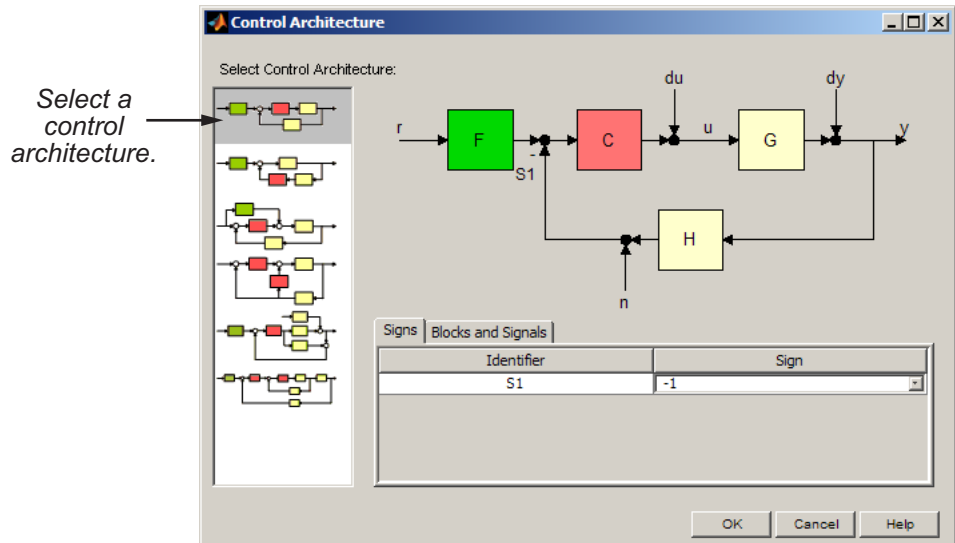 Control Architecture
Select Control Architecture:
Select a
control
architecture.
du
dy
r
F
-
S1
C
u
G
y
H
n
Signs
Blocks and Signals
Identifier
Sign
S1
-1
OK
Cancel
Help